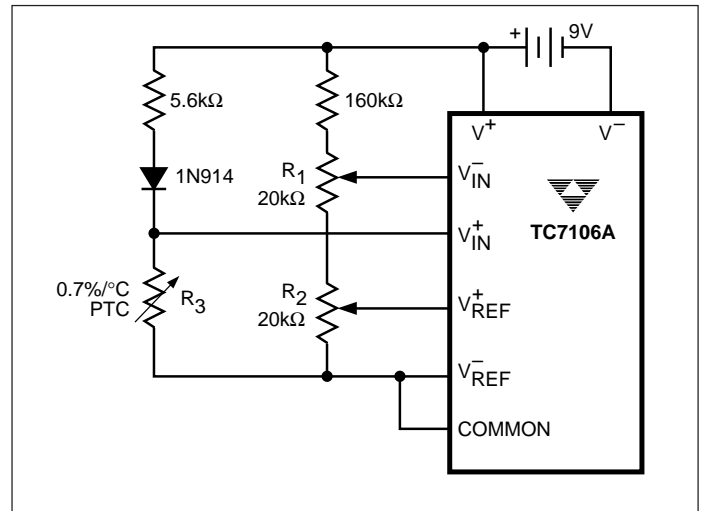 + 9V
5.6kΩ
160kΩ
V+
V−
1N914
R1
20kΩ
V−IN
V+IN
TC7106A
0.7%/°C
PTC
R3
R2
20kΩ
V+REF
V−REF
COMMON